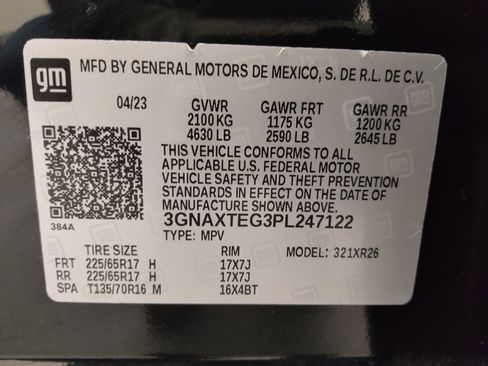 gm
MFD BY GENERAL MOTORS DE MEXICO, S. DE R.L. DE C.V.
04/23 GVWR GAWR FRT GAWR RR
2100 KG 1175 KG 1200 KG
4630 LB 2590 LB 2645 LB
THIS VEHICLE CONFORMS TO ALL
APPLICABLE U.S. FEDERAL MOTOR
VEHICLE SAFETY AND THEFT PREVENTION
STANDARDS IN EFFECT ON THE DATE OF
MANUFACTURE SHOWN ABOVE.
384A
3GNAXTEG3PL247122
TYPE: MPV MODEL: 321XR26
TIRE SIZE RIM
FRT 225/65R17 H 17X7J
RR 225/65R17 H 17X7J
SPA T135/70R16 M 16X4BT